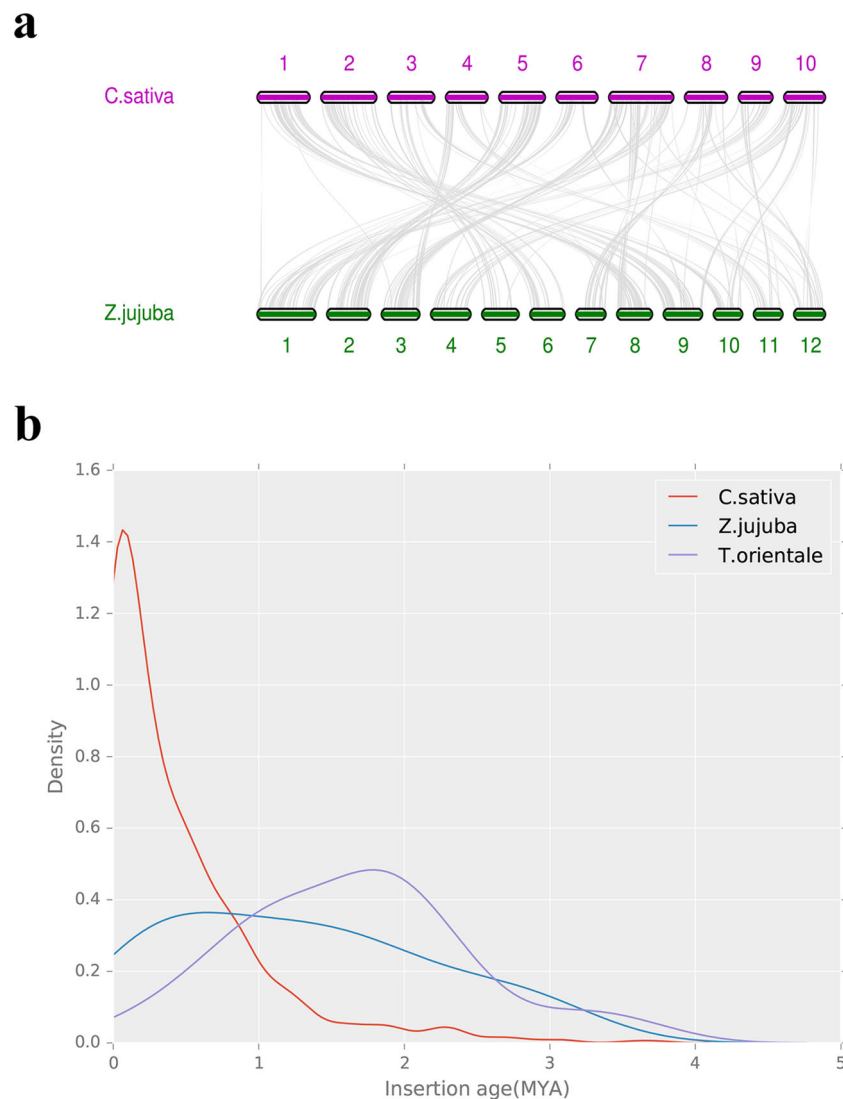 a
1 2 3 4 5 6 7 8 9 10
C.sativa
Z.jujuba
1 2 3 4 5 6 7 8 9 10 11 12
b
1.6
1.4
1.2
1.0
0.8
0.6
0.4
0.2
0.0
Density
C.sativa
Z.jujuba
T.orientale
0 1 2 3 4 5
Insertion age(MYA)